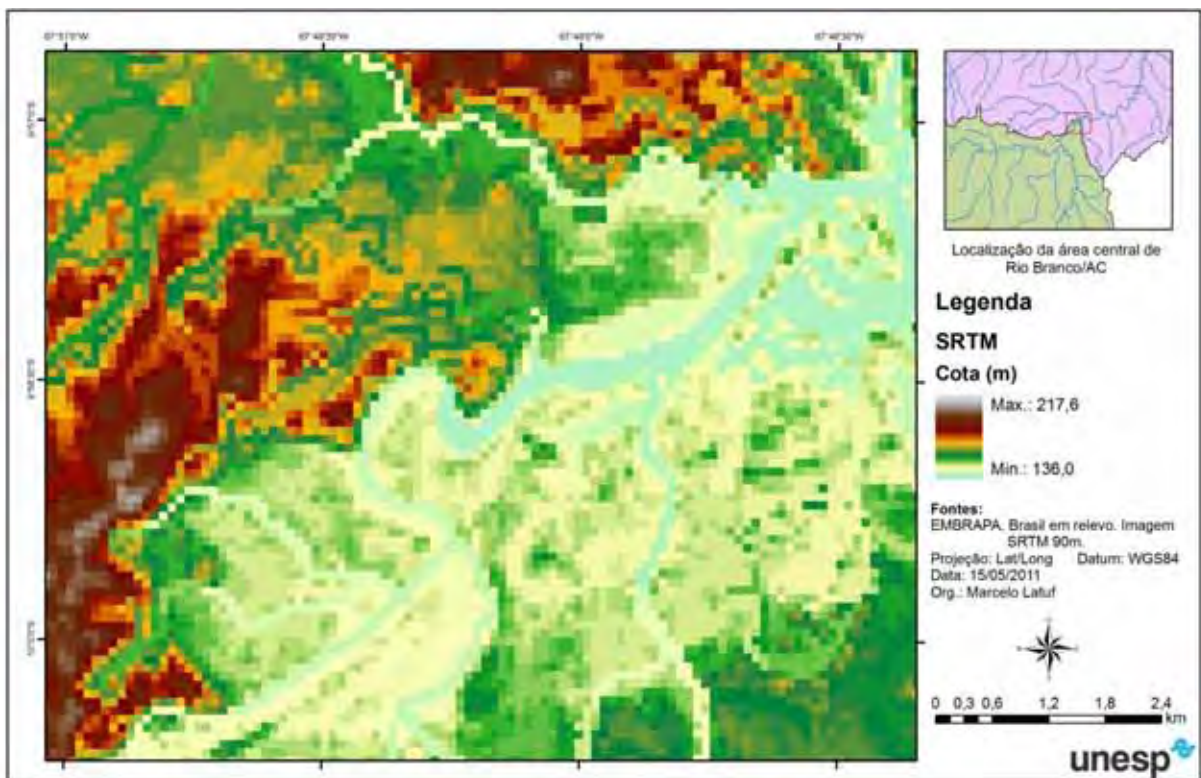 Localização da área central de
Rio Branco/AC
Legenda
SRTM
Cota (m)
Max.: 217,6
Min.: 136,0
Fontes:
EMBRAPA. Brasil em relevo. Imagem
SRTM 90m.
Projeção: Lat/Long Datum: WGS84
Data: 15/05/2011
Org.: Marcelo Latuf
0 0,3 0,6 1,2 1,8 2,4
km
unesp